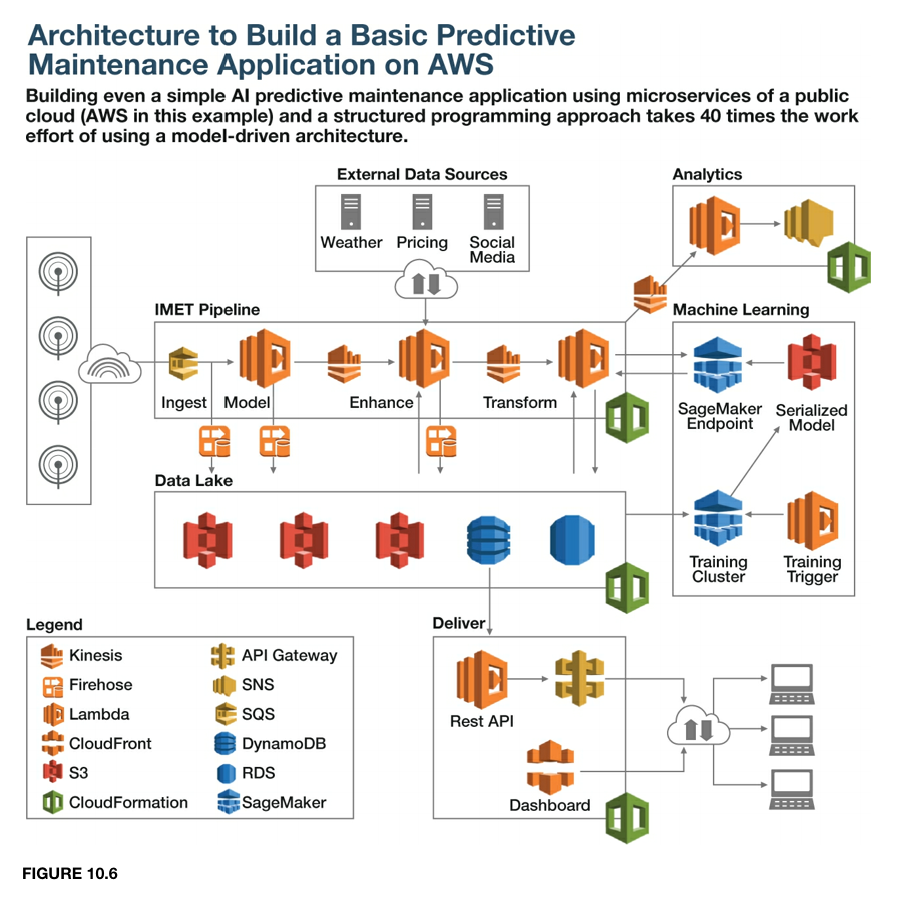 Architecture to Build a Basic Predictive
Maintenance Application on AWS
Building even a simple AI predictive maintenance application using microservices of a public
cloud (AWS in this example) and a structured programming approach takes 40 times the work
effort of using a model-driven architecture.
External Data Sources
Weather
Pricing
Social
Media
Analytics
IMET Pipeline
Ingest
Model
Enhance
Transform
Machine Learning
SageMaker
Endpoint
Serialized
Model
Training
Cluster
Training
Trigger
Data Lake
Legend
Kinesis
Firehose
Lambda
CloudFront
S3
CloudFormation
API Gateway
SNS
SQS
DynamoDB
RDS
SageMaker
Deliver
Rest API
Dashboard
FIGURE 10.6